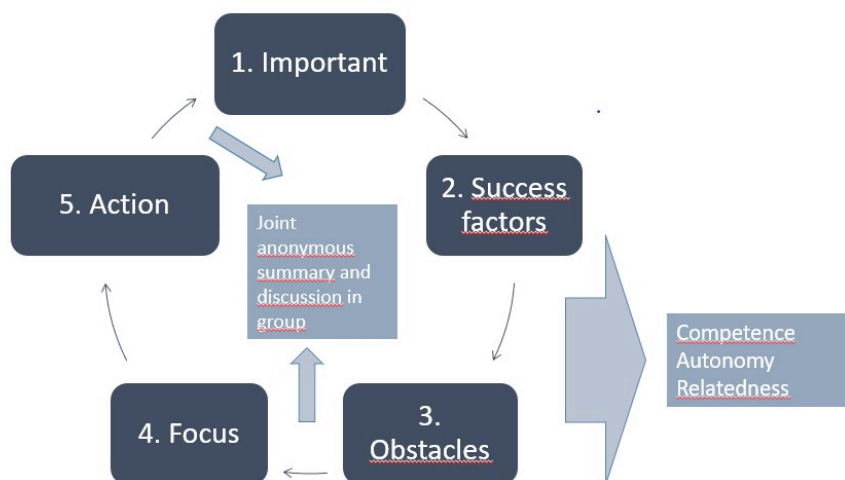 1. Important
2. Success
factors
3.
Obstacles
4. Focus
5. Action
Joint
anonymous
summary and
discussion in
group
Competence
Autonomy
Relatedness